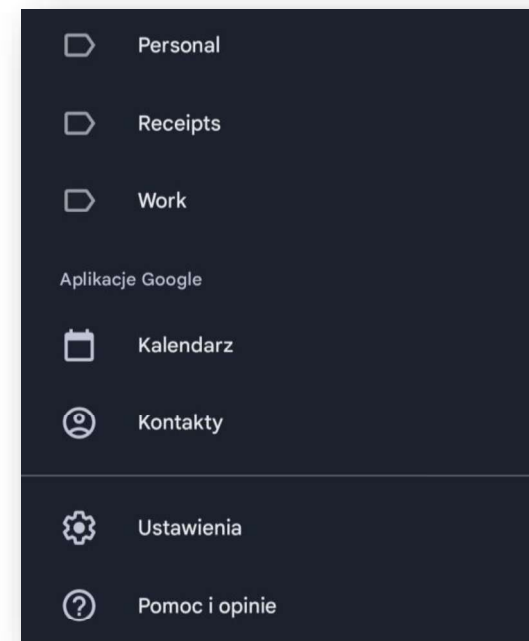 Personal
Receipts
Work
Aplikacje Google
Kalendarz
Kontakty
Ustawienia
Pomoc i opinie